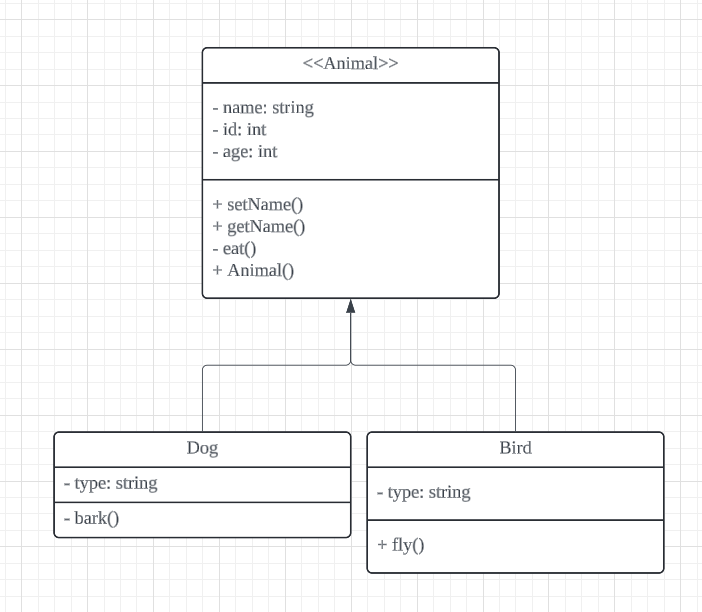 <<Animal>>
- name: string
- id: int
- age: int
+ setName()
+ getName()
- eat()
+ Animal()
Dog
- type: string
- bark()
Bird
- type: string
+ fly()